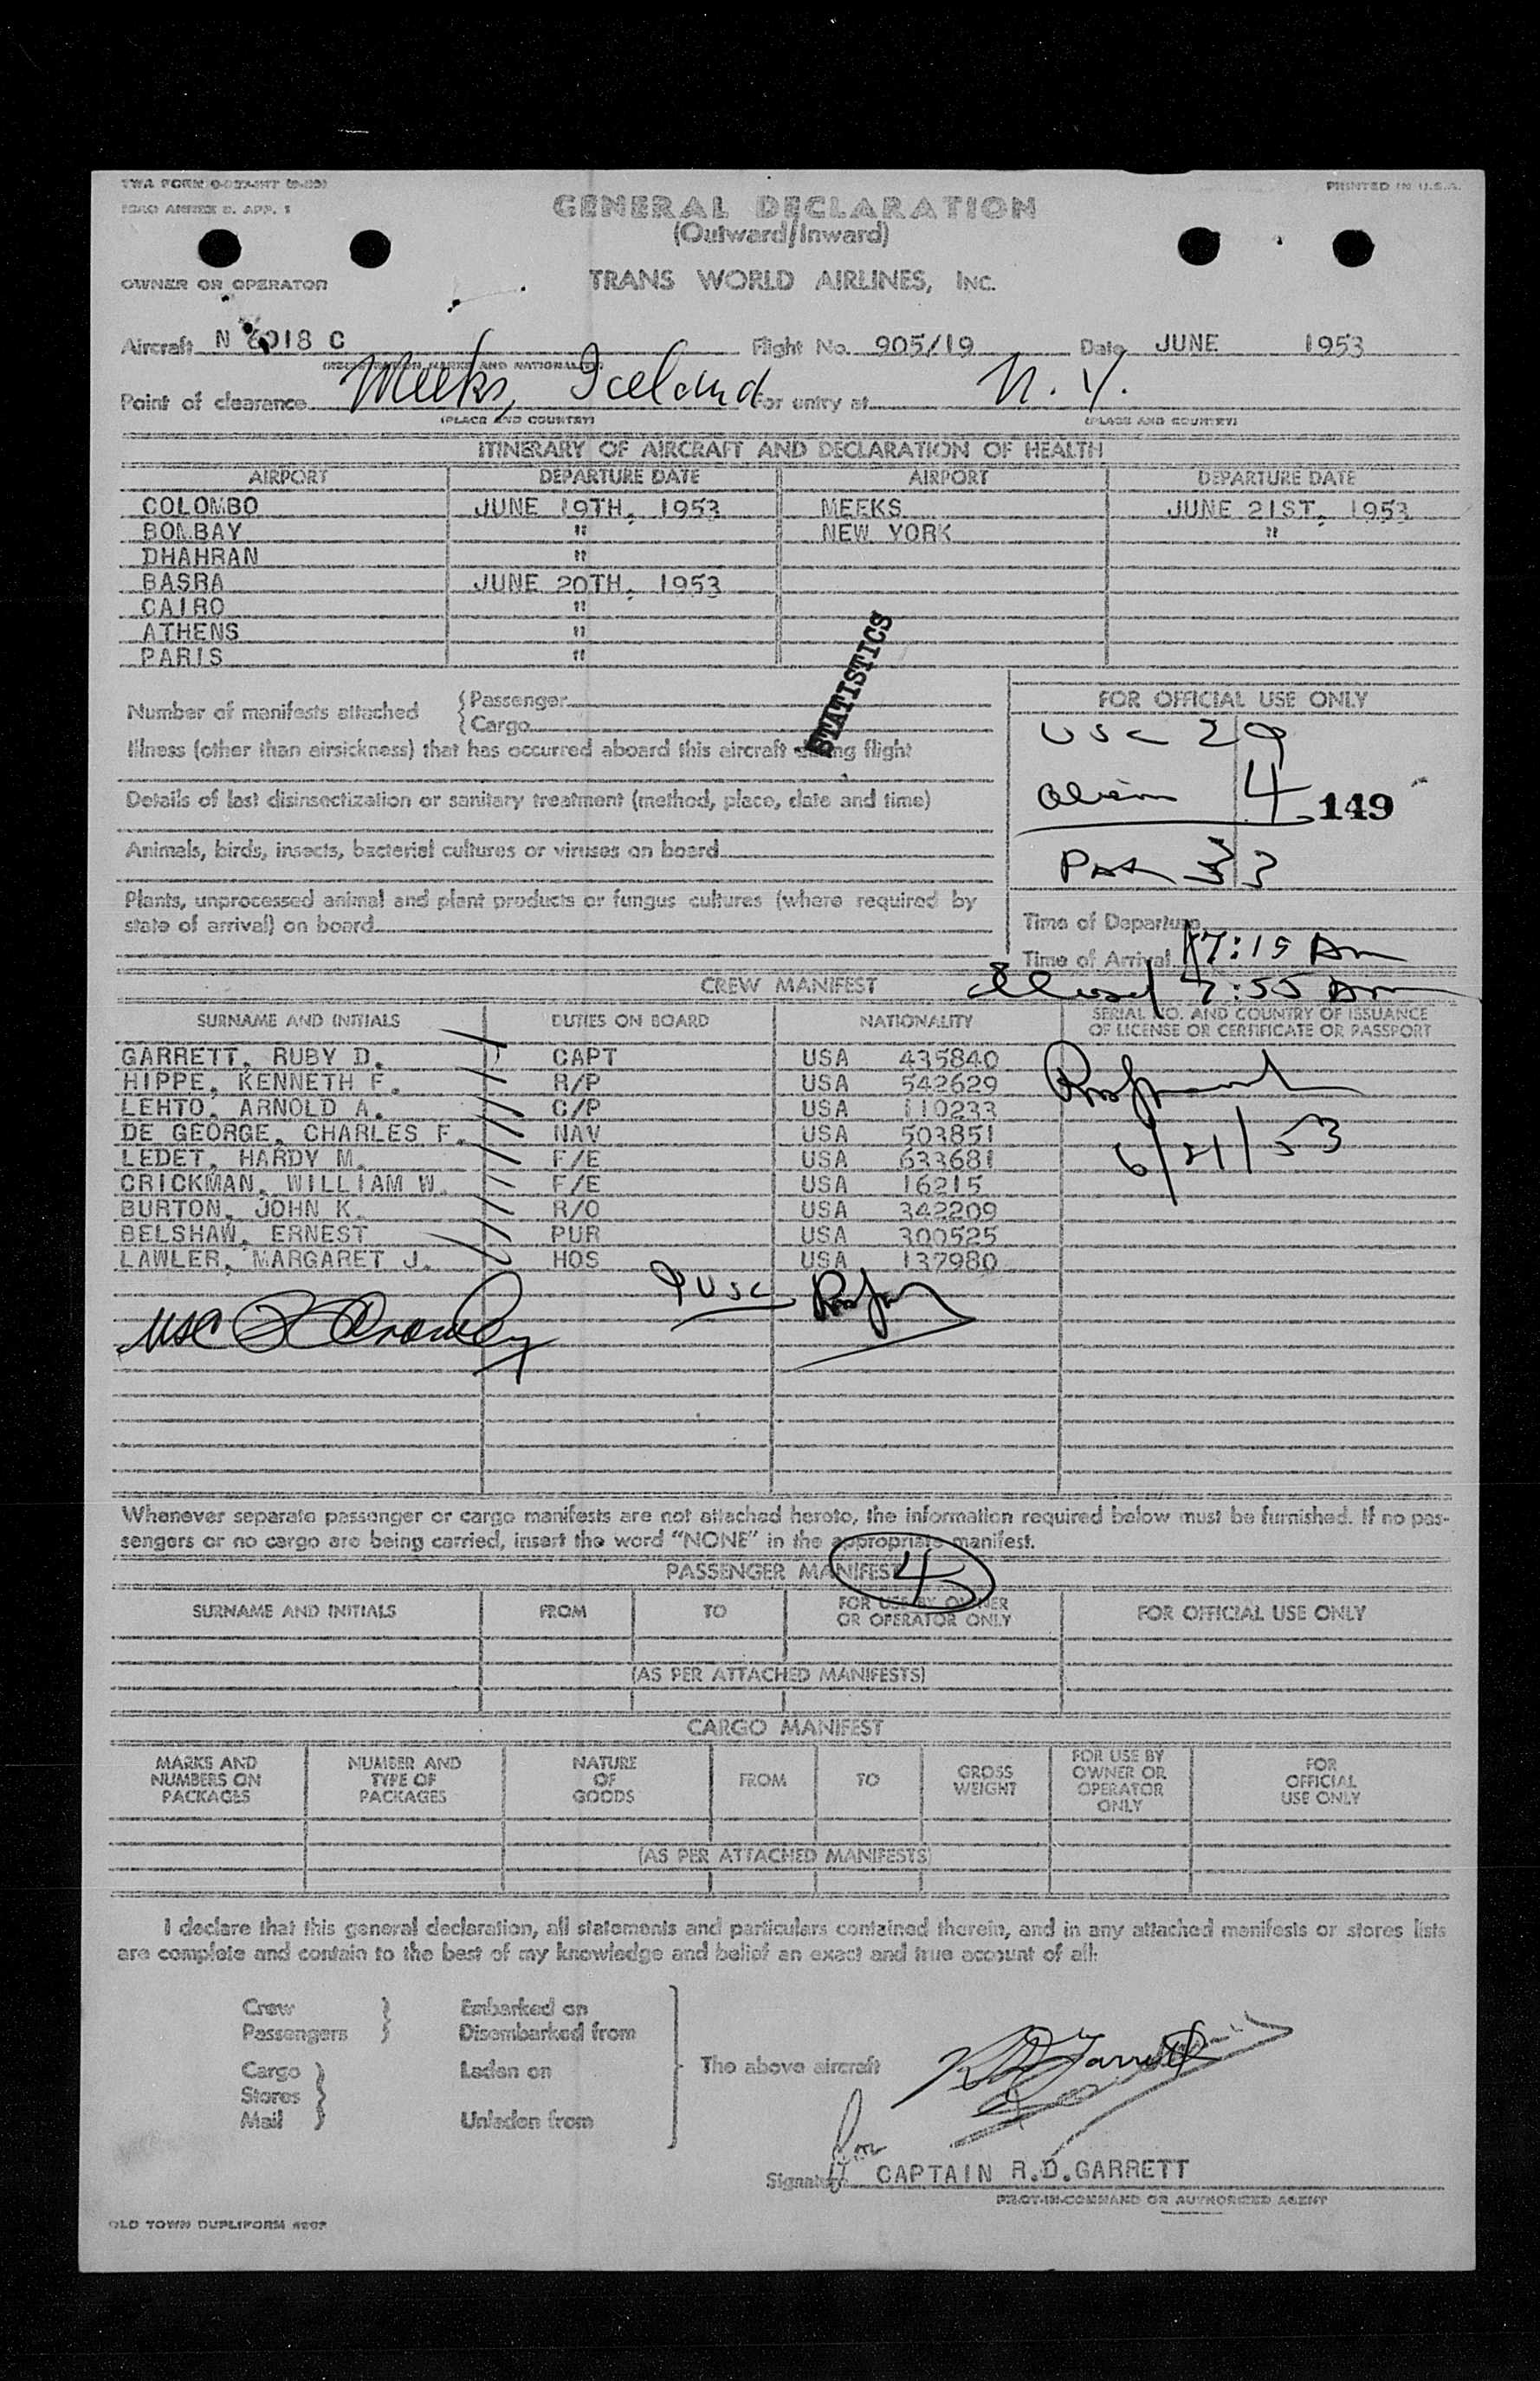 PRINTED IN U.S.A.
ICAO ANNEX 9. APP. 1
GENERAL DECLARATION
(Outward/Inward)
OWNER OR OPERATOR TRANS WORLD AIRLINES, INC.
Aircraft N 6018 C Flight No. 905/19 Date JUNE 1953
Point of clearance Meeks, Iceland For entry at N. Y.
(PLACE AND COUNTRY) (PLACE AND COUNTRY)
ITINERARY OF AIRCRAFT AND DECLARATION OF HEALTH
AIRPORT DEPARTURE DATE AIRPORT DEPARTURE DATE
COLOMBO JUNE 19TH, 1953 MEEKS JUNE 21ST, 1953
BOMBAY " NEW YORK "
DHAHRAN "
BASRA JUNE 20TH, 1953
CAIRO "
ATHENS "
PARIS "
STATISTICS
Number of manifests attached { Passenger
{ Cargo
Illness (other than airsickness) that has occurred aboard this aircraft during flight
Details of last disinsectization or sanitary treatment (method, place, date and time)
Animals, birds, insects, bacterial cultures or viruses on board
Plants, unprocessed animal and plant products or fungus cultures (where required by
state of arrival) on board
FOR OFFICIAL USE ONLY
USC 29
Alien 4
149
33
Time of Departure
Time of Arrival 7:15 Am
7:55 Am
CREW MANIFEST
SURNAME AND INITIALS DUTIES ON BOARD NATIONALITY SERIAL NO. AND COUNTRY OF ISSUANCE
OF LICENSE OR CERTIFICATE OR PASSPORT
GARRETT, RUBY D. CAPT USA 435840
HIPPE, KENNETH F. R/P USA 542629
LEHTO, ARNOLD A. C/P USA 110233
DE GEORGE, CHARLES F. NAV USA 503851
LEDET, HARDY M. F/E USA 633681
CRICKMAN, WILLIAM W. F/E USA 16215
BURTON, JOHN K. R/O USA 342209
BELSHAW, ERNEST PUR USA 300525
LAWLER, MARGARET J. HOS USA 137980
6/21/53
9 USC
Whenever separate passenger or cargo manifests are not attached hereto, the information required below must be furnished. If no pas-
sengers or no cargo are being carried, insert the word "NONE" in the appropriate manifest.
PASSENGER MANIFEST
4
SURNAME AND INITIALS FROM TO FOR USE BY OWNER
OR OPERATOR ONLY FOR OFFICIAL USE ONLY
(AS PER ATTACHED MANIFESTS)
CARGO MANIFEST
MARKS AND
NUMBERS ON
PACKAGES
NUMBER AND
TYPE OF
PACKAGES
NATURE
OF
GOODS
FROM
TO
GROSS
WEIGHT
FOR USE BY
OWNER OR
OPERATOR
ONLY
FOR
OFFICIAL
USE ONLY
(AS PER ATTACHED MANIFESTS)
I declare that this general declaration, all statements and particulars contained therein, and in any attached manifests or stores lists
are complete and contain to the best of my knowledge and belief an exact and true account of all:
Crew } Embarked on
Passengers } Disembarked from
Cargo } Laden on
Stores }
Mail } Unladen from
The above aircraft
R D Garrett
for
Signature CAPTAIN R.D.GARRETT
PILOT-IN-COMMAND OR AUTHORIZED AGENT
OLD TOWN DUPLIFORM